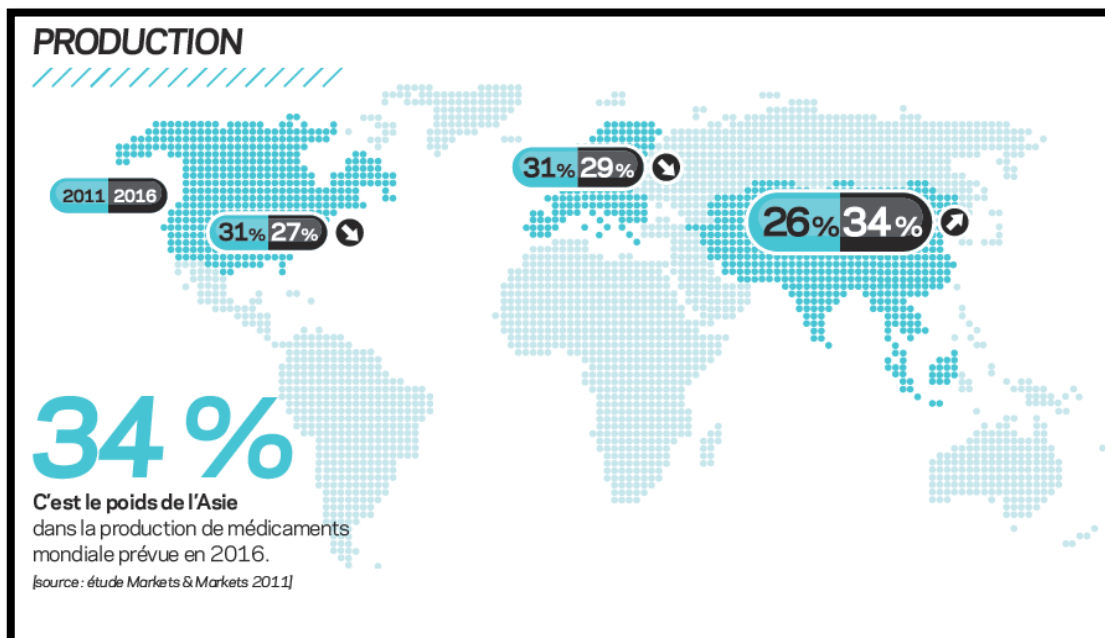 PRODUCTION
2011 2016
31% 27%
31% 29%
26% 34%
34 %
C'est le poids de l'Asie
dans la production de médicaments
mondiale prévue en 2016.
[source : étude Markets & Markets 2011]